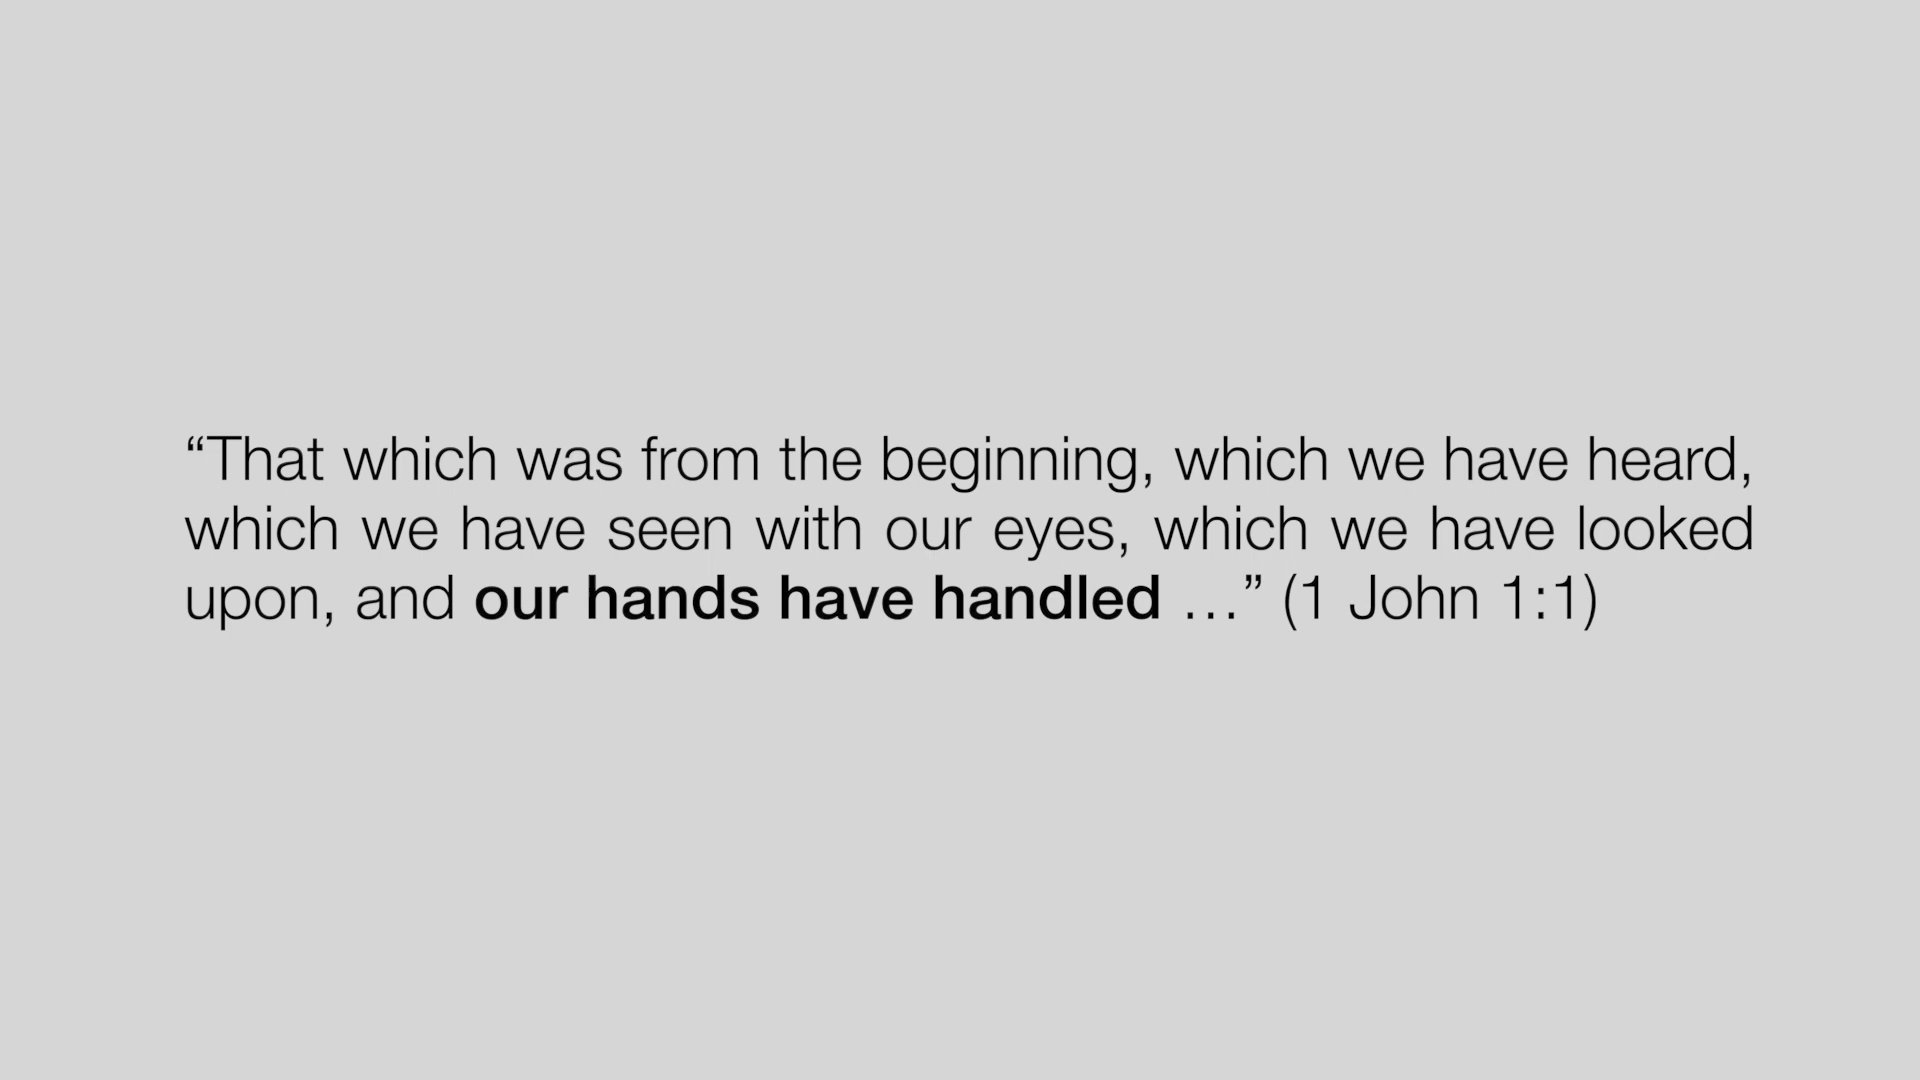 “That which was from the beginning, which we have heard,
which we have seen with our eyes, which we have looked
upon, and our hands have handled …” (1 John 1:1)